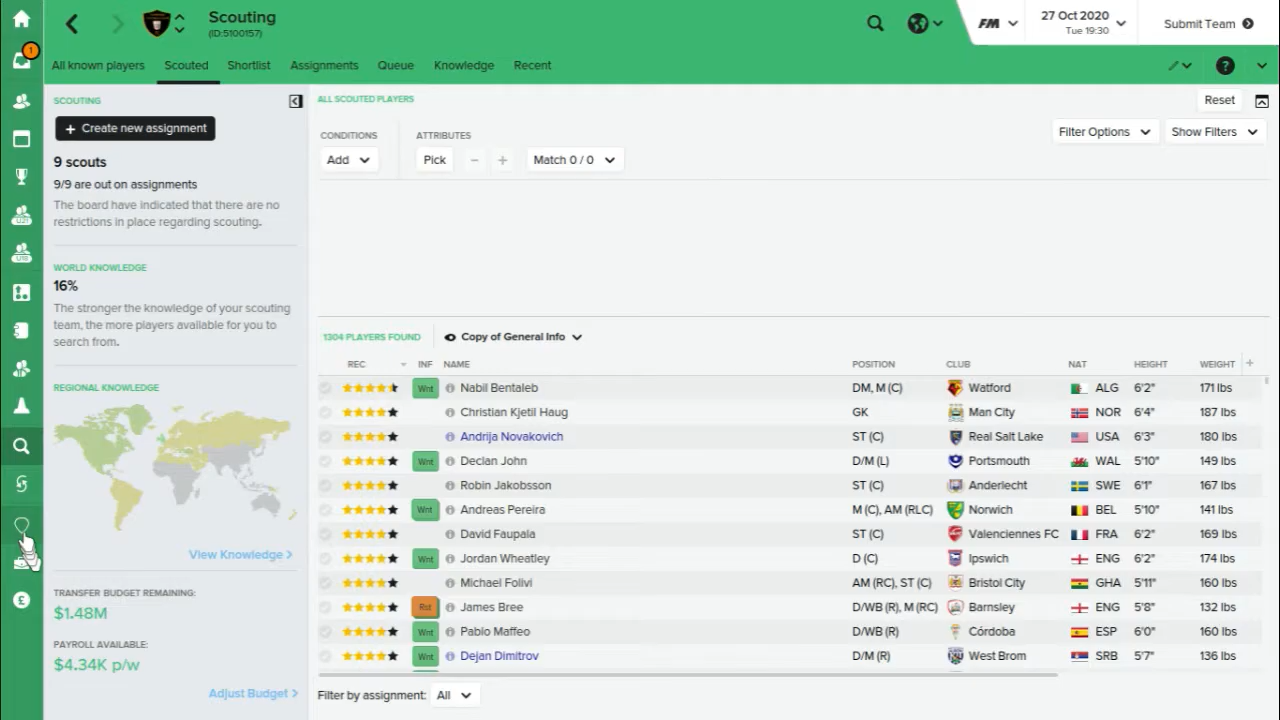 Scouting
(ID:5100157)
FM
27 Oct 2020
Tue 19:30
Submit Team
1
All known players
Scouted
Shortlist
Assignments
Queue
Knowledge
Recent
?
SCOUTING
+ Create new assignment
9 scouts
9/9 are out on assignments
The board have indicated that there are no
restrictions in place regarding scouting.
WORLD KNOWLEDGE
16%
The stronger the knowledge of your scouting
team, the more players available for you to
search from.
REGIONAL KNOWLEDGE
View Knowledge >
TRANSFER BUDGET REMAINING:
$1.48M
PAYROLL AVAILABLE:
$4.34K p/w
Adjust Budget >
ALL SCOUTED PLAYERS
Reset
CONDITIONS
ATTRIBUTES
Filter Options
Show Filters
Add
Pick
− +
Match 0 / 0
1304 PLAYERS FOUND
Copy of General Info
REC INF NAME POSITION CLUB NAT HEIGHT WEIGHT +
Wnt Nabil Bentaleb DM, M (C) Watford ALG 6'2" 171 lbs
Christian Kjetil Haug GK Man City NOR 6'4" 187 lbs
Andrija Novakovich ST (C) Real Salt Lake USA 6'3" 180 lbs
Wnt Declan John D/M (L) Portsmouth WAL 5'10" 149 lbs
Robin Jakobsson ST (C) Anderlecht SWE 6'1" 167 lbs
Wnt Andreas Pereira M (C), AM (RLC) Norwich BEL 5'10" 141 lbs
David Faupala ST (C) Valenciennes FC FRA 6'2" 169 lbs
Wnt Jordan Wheatley D (C) Ipswich ENG 6'2" 174 lbs
Michael Folivi AM (RC), ST (C) Bristol City GHA 5'11" 160 lbs
Rst James Bree D/WB (R), M (RC) Barnsley ENG 5'8" 132 lbs
Wnt Pablo Maffeo D/WB (R) Córdoba ESP 6'0" 160 lbs
Wnt Dejan Dimitrov D/M (R) West Brom SRB 5'7" 136 lbs
Filter by assignment: All